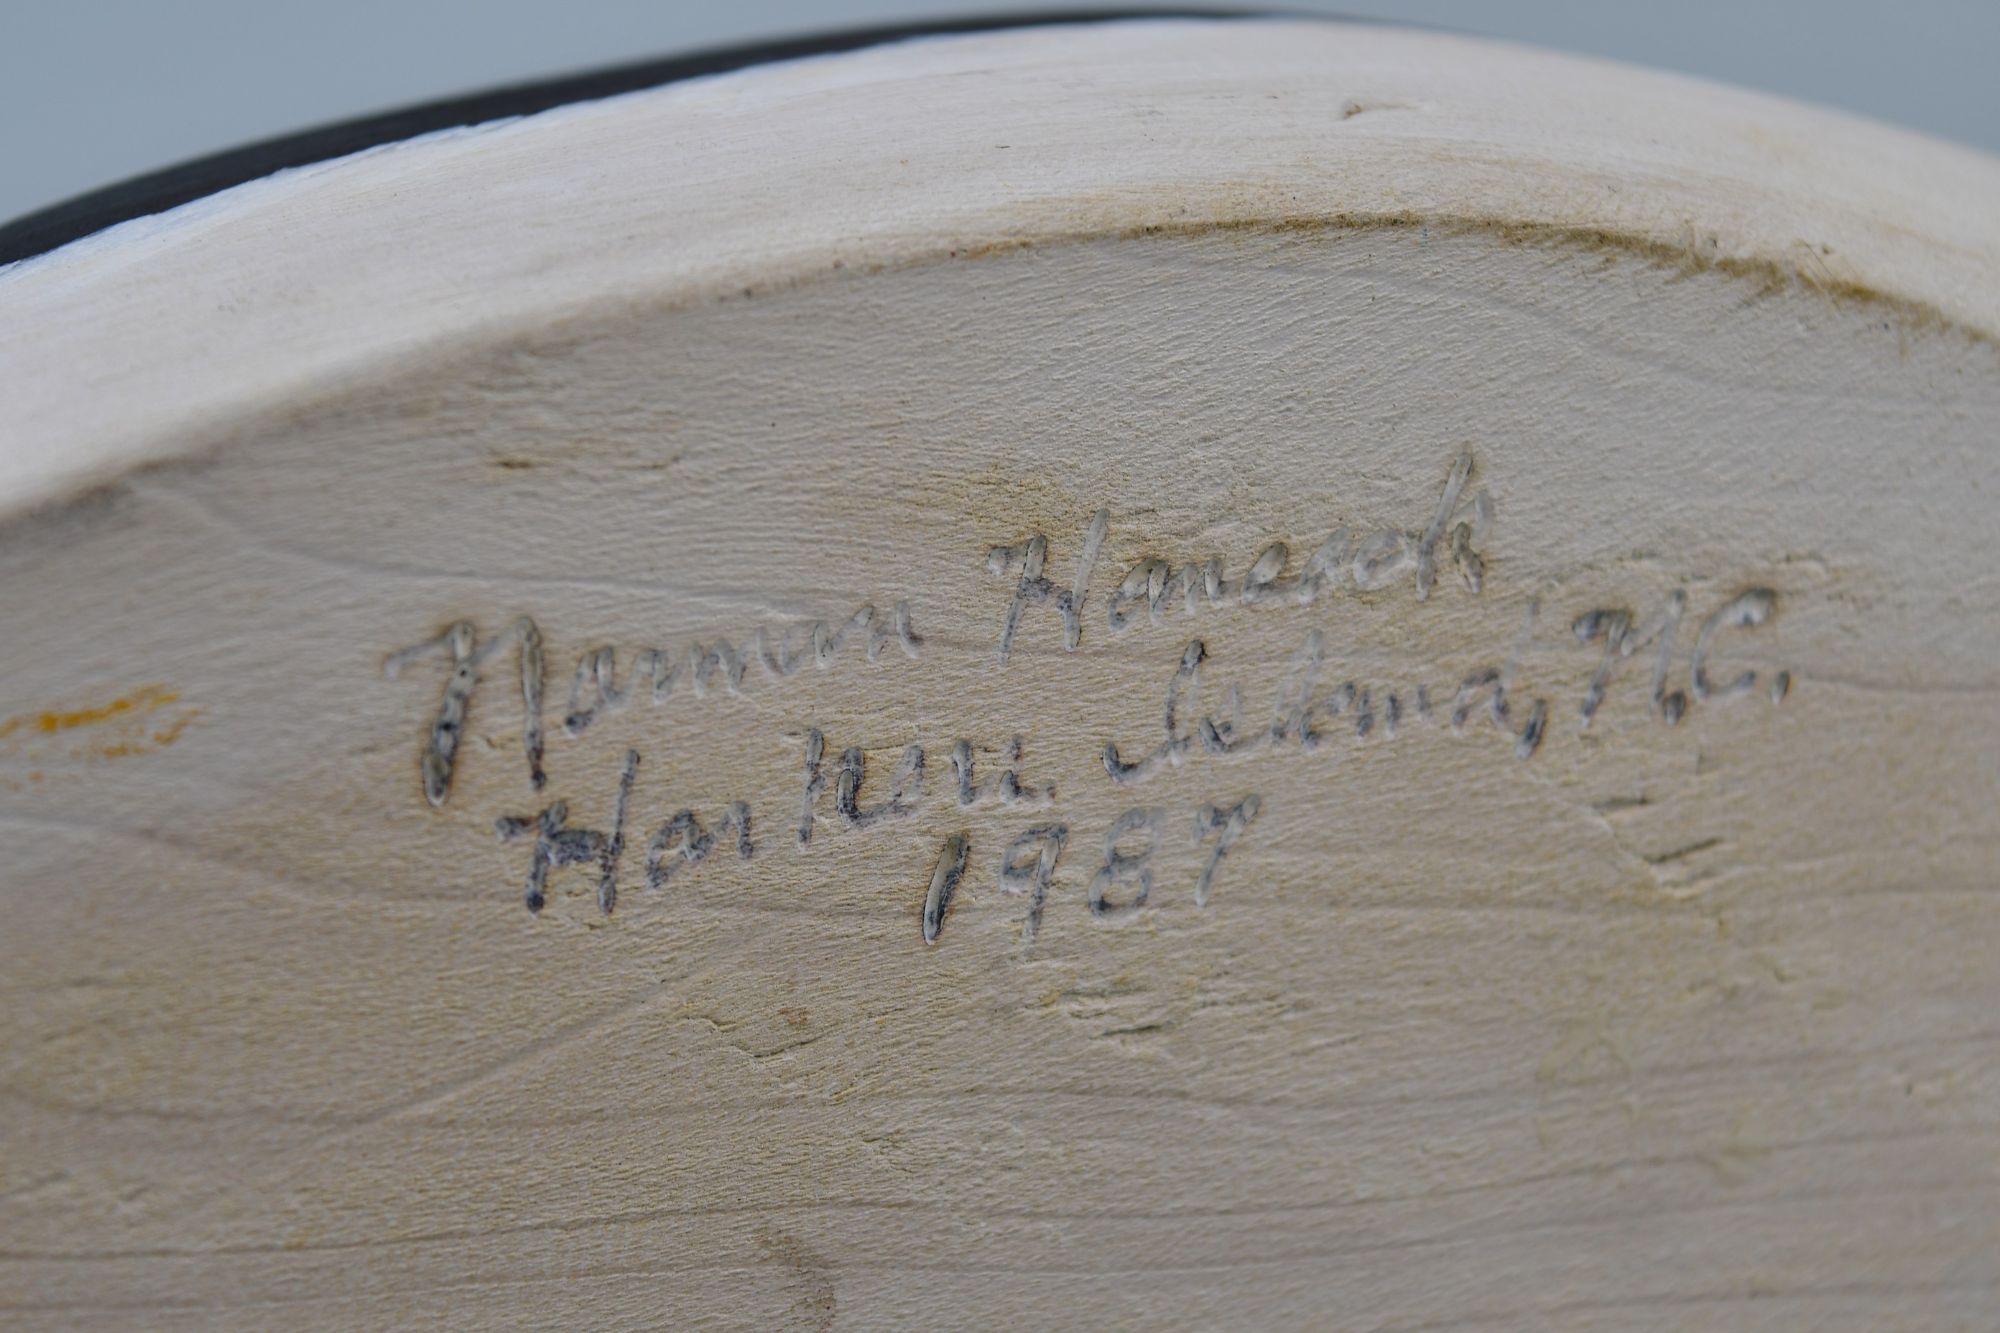 Norman Hancock
Harkers Island, N.C.
1987